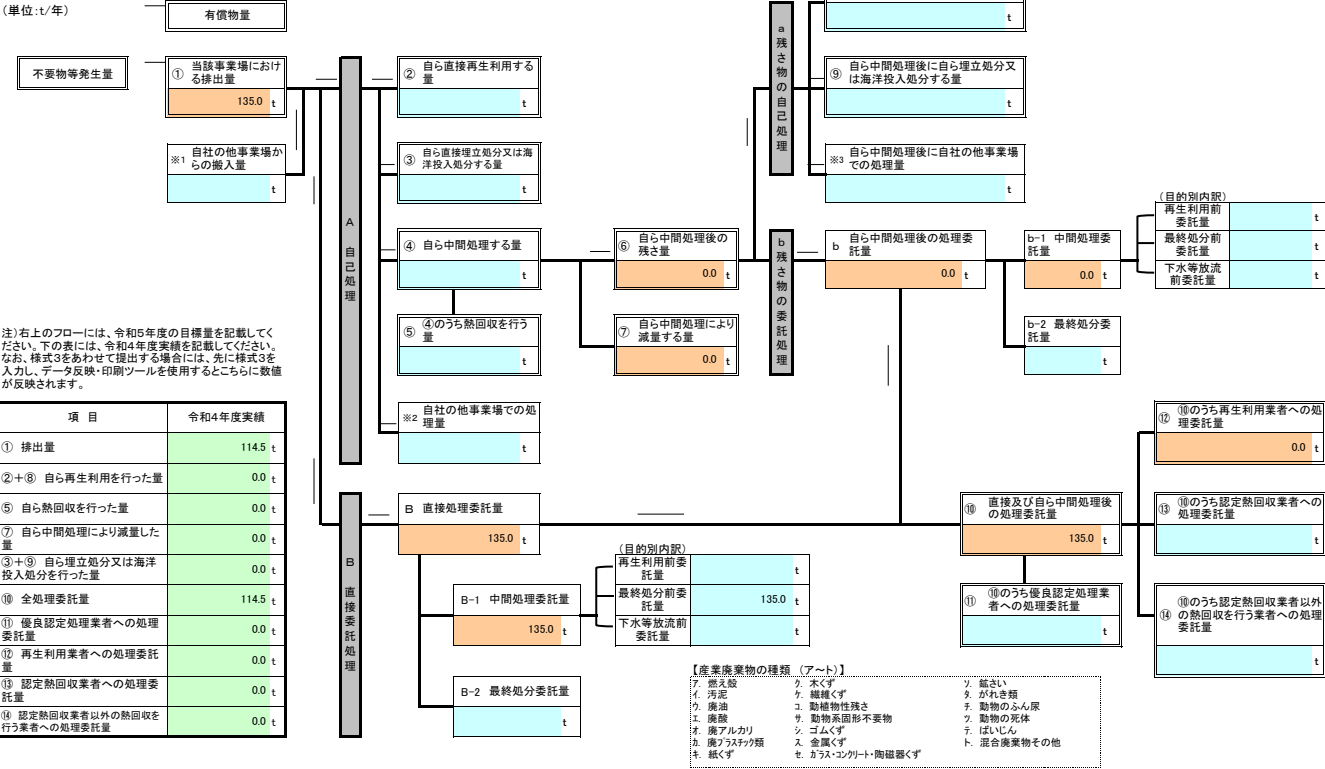 (単位:t/年)
有償物量
不要物等発生量
① 当該事業場におけ
る排出量
135.0 t
※1 自社の他事業場か
らの搬入量
t
A 自己処理
② 自ら直接再生利用する
量
t
③ 自ら直接埋立処分又は海
洋投入処分する量
t
④ 自ら中間処理する量
t
⑤ ④のうち熱回収を行う
量
t
※2 自社の他事業場での処
理量
t
⑥ 自ら中間処理後の
残さ量
0.0 t
⑦ 自ら中間処理により
減量する量
0.0 t
a 残さ物の自己処理
t
⑨ 自ら中間処理後に自ら埋立処分又
は海洋投入処分する量
t
※3 自ら中間処理後に自社の他事業場
での処理量
t
b 残さ物の委託処理
b 自ら中間処理後の処理委
託量
0.0 t
b-1 中間処理委
託量
0.0 t
(目的別内訳)
再生利用前
委託量
t
最終処分前
委託量
t
下水等放流
前委託量
t
b-2 最終処分委
託量
t
注)右上のフローには、令和5年度の目標量を記載してく
ださい。下の表には、令和4年度実績を記載してください。
なお、様式3をあわせて提出する場合には、先に様式3を
入力し、データ反映・印刷ツールを使用するとこちらに数値
が反映されます。
項 目 令和4年度実績
① 排出量 114.5 t
②+⑧ 自ら再生利用を行った量 0.0 t
⑤ 自ら熱回収を行った量 0.0 t
⑦ 自ら中間処理により減量した
量 0.0 t
③+⑨ 自ら埋立処分又は海洋
投入処分を行った量 0.0 t
⑩ 全処理委託量 114.5 t
⑪ 優良認定処理業者への処理
委託量 0.0 t
⑫ 再生利用業者への処理委託
量 0.0 t
⑬ 認定熱回収業者への処理委
託量 0.0 t
⑭ 認定熱回収業者以外の熱回収を
行う業者への処理委託量 0.0 t
B 直接委託処理
B 直接処理委託量
135.0 t
B-1 中間処理委託量
135.0 t
(目的別内訳)
再生利用前委
託量
t
最終処分前委
託量
135.0 t
下水等放流前
委託量
t
B-2 最終処分委託量
t
⑩ 直接及び自ら中間処理後
の処理委託量
135.0 t
⑪ ⑩のうち優良認定処理業
者への処理委託量
t
⑫ ⑩のうち再生利用業者への処
理委託量
0.0 t
⑬ ⑩のうち認定熱回収業者への
処理委託量
t
⑭ ⑩のうち認定熱回収業者以外
の熱回収を行う業者への処理
委託量
t
【産業廃棄物の種類 (ア~ト)】
ア. 燃え殻 ク. 木くず ソ. 鉱さい
イ. 汚泥 ケ. 繊維くず タ. がれき類
ウ. 廃油 コ. 動植物性残さ チ. 動物のふん尿
エ. 廃酸 サ. 動物系固形不要物 ツ. 動物の死体
オ. 廃アルカリ シ. ゴムくず テ. ばいじん
カ. 廃プラスチック類 ス. 金属くず ト. 混合廃棄物その他
キ. 紙くず セ. ガラス・コンクリート・陶磁器くず